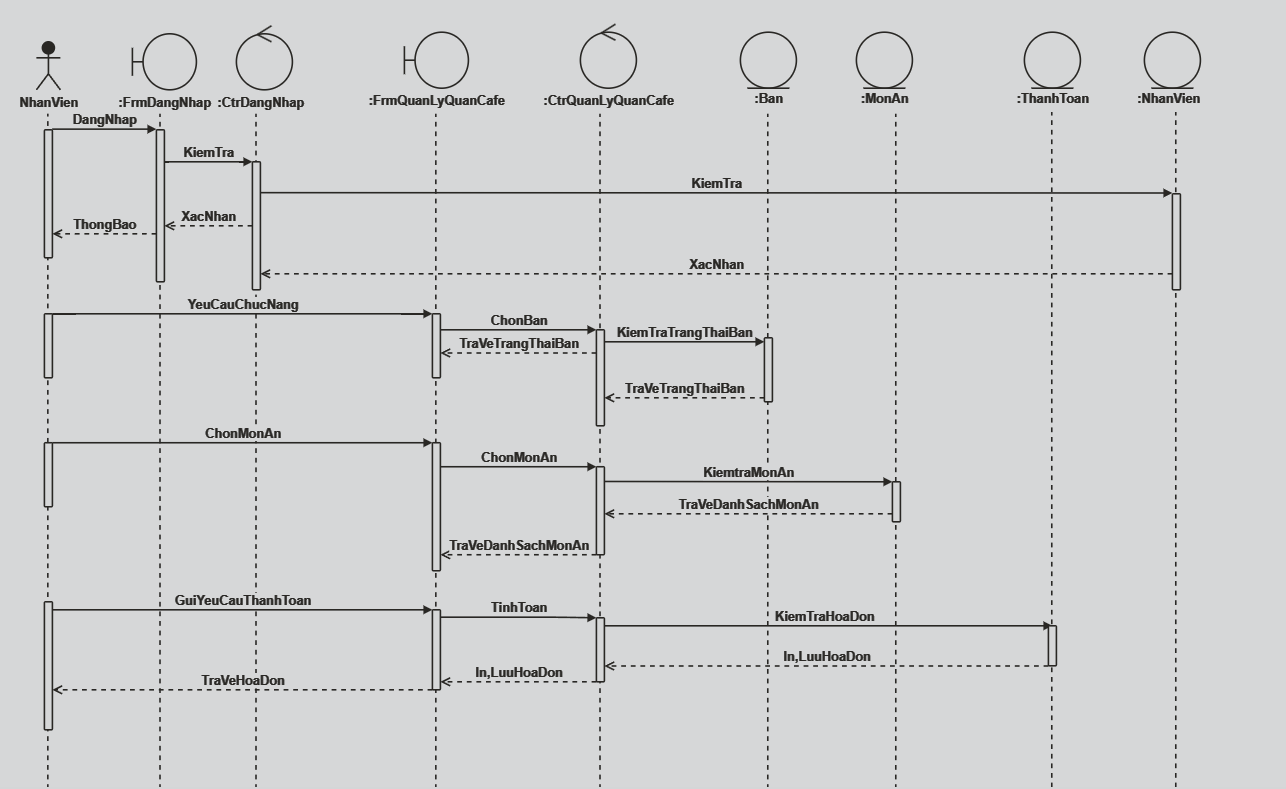 NhanVien
:FrmDangNhap
:CtrDangNhap
:FrmQuanLyQuanCafe
:CtrQuanLyQuanCafe
:Ban
:MonAn
:ThanhToan
:NhanVien
DangNhap
KiemTra
KiemTra
XacNhan
ThongBao
XacNhan
YeuCauChucNang
ChonBan
KiemTraTrangThaiBan
TraVeTrangThaiBan
TraVeTrangThaiBan
ChonMonAn
ChonMonAn
KiemtraMonAn
TraVeDanhSachMonAn
TraVeDanhSachMonAn
GuiYeuCauThanhToan
TinhToan
KiemTraHoaDon
In,LuuHoaDon
In,LuuHoaDon
TraVeHoaDon